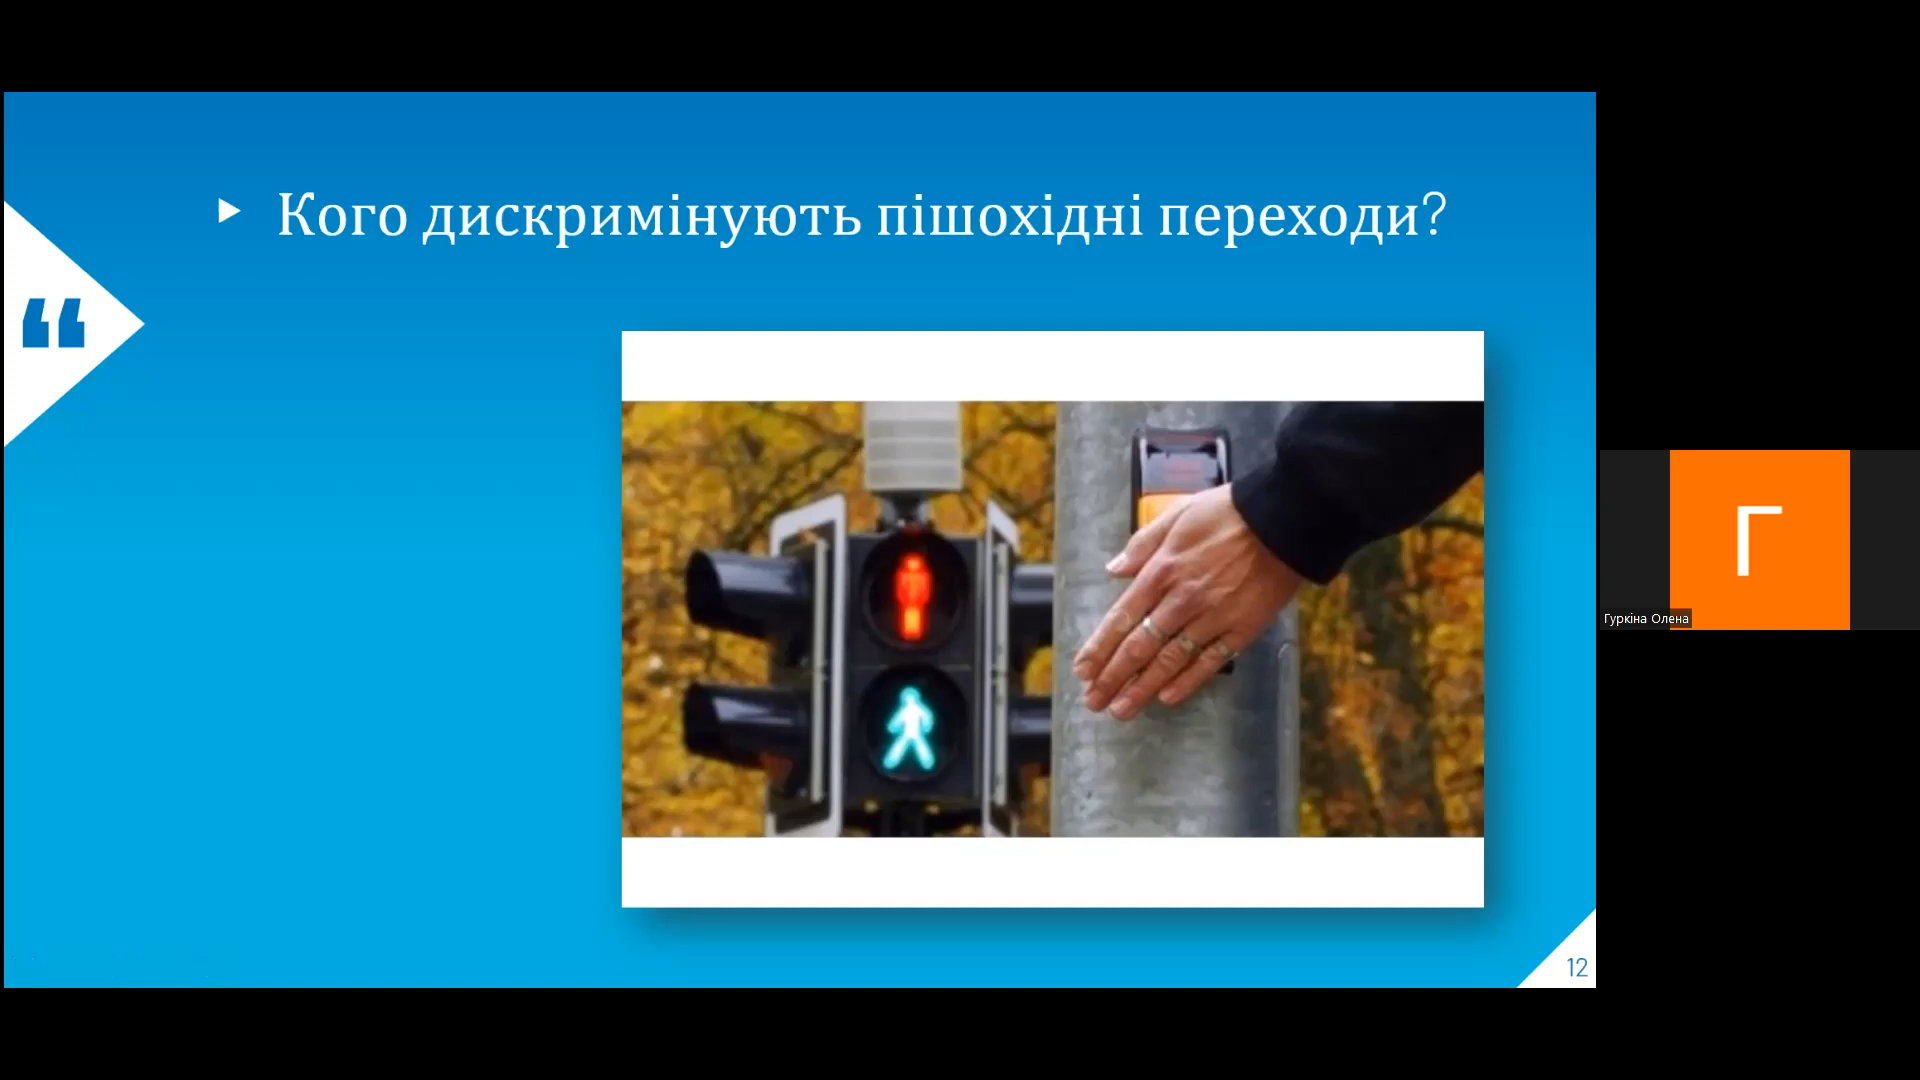 Кого дискримінують пішохідні переходи?
“
12
Г
Гуркіна Олена